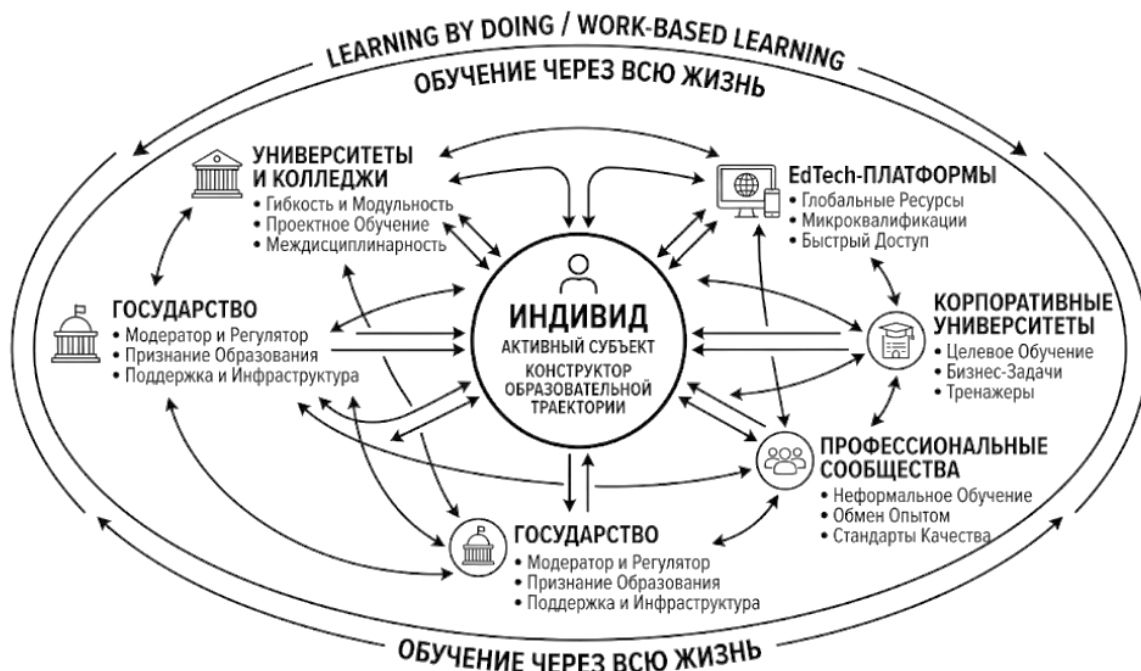 LEARNING BY DOING / WORK-BASED LEARNING
ОБУЧЕНИЕ ЧЕРЕЗ ВСЮ ЖИЗНЬ
УНИВЕРСИТЕТЫ
И КОЛЛЕДЖИ
• Гибкость и Модульность
• Проектное Обучение
• Междисциплинарность
EdTech-ПЛАТФОРМЫ
• Глобальные Ресурсы
• Микроквалификации
• Быстрый Доступ
ГОСУДАРСТВО
• Модератор и Регулятор
• Признание Образования
• Поддержка и Инфраструктура
ИНДИВИД
АКТИВНЫЙ СУБЪЕКТ
КОНСТРУКТОР
ОБРАЗОВАТЕЛЬНОЙ
ТРАЕКТОРИИ
КОРПОРАТИВНЫЕ
УНИВЕРСИТЕТЫ
• Целевое Обучение
• Бизнес-Задачи
• Тренажеры
ПРОФЕССИОНАЛЬНЫЕ
СООБЩЕСТВА
• Неформальное Обучение
• Обмен Опытом
• Стандарты Качества
ГОСУДАРСТВО
• Модератор и Регулятор
• Признание Образования
• Поддержка и Инфраструктура
ОБУЧЕНИЕ ЧЕРЕЗ ВСЮ ЖИЗНЬ